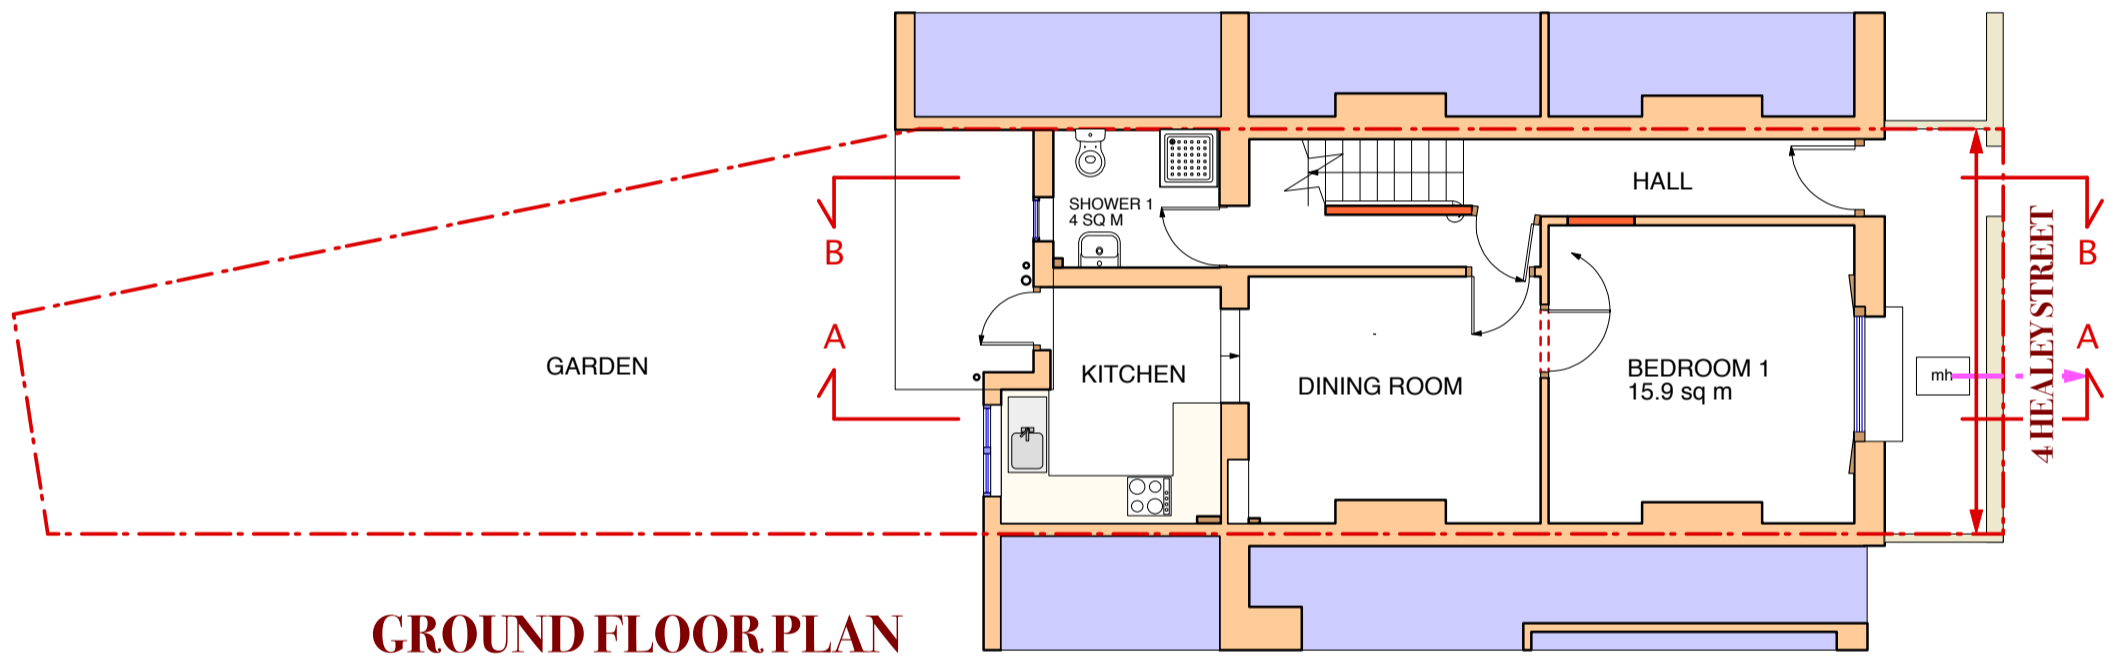 HALL
SHOWER 1
4 SQ M
B
B
A
A
GARDEN
KITCHEN
DINING ROOM
BEDROOM 1
15.9 sq m
mh
4 HEALEY STREET
GROUND FLOOR PLAN